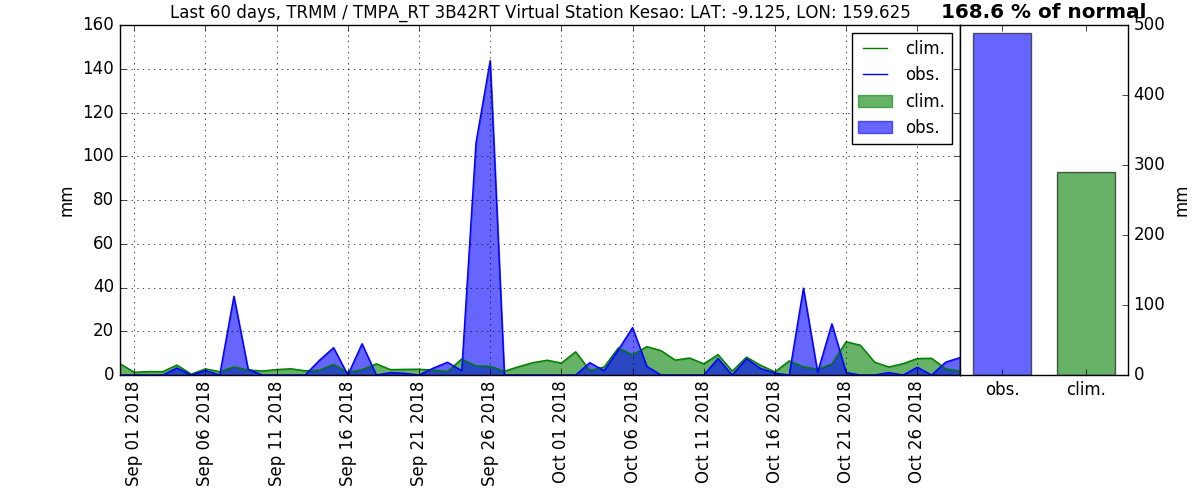 Last 60 days, TRMM / TMPA_RT 3B42RT Virtual Station Kesao: LAT: -9.125, LON: 159.625
168.6 % of normal
160
140
120
100
80
60
40
20
0
mm
clim.
obs.
clim.
obs.
500
400
300
200
100
0
mm
Sep 01 2018
Sep 06 2018
Sep 11 2018
Sep 16 2018
Sep 21 2018
Sep 26 2018
Oct 01 2018
Oct 06 2018
Oct 11 2018
Oct 16 2018
Oct 21 2018
Oct 26 2018
obs.
clim.